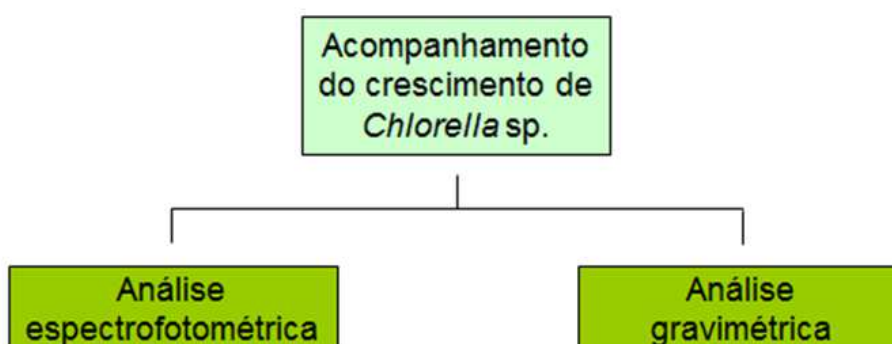 Acompanhamento
do crescimento de
Chlorella sp.
Análise
espectrofotométrica
Análise
gravimétrica